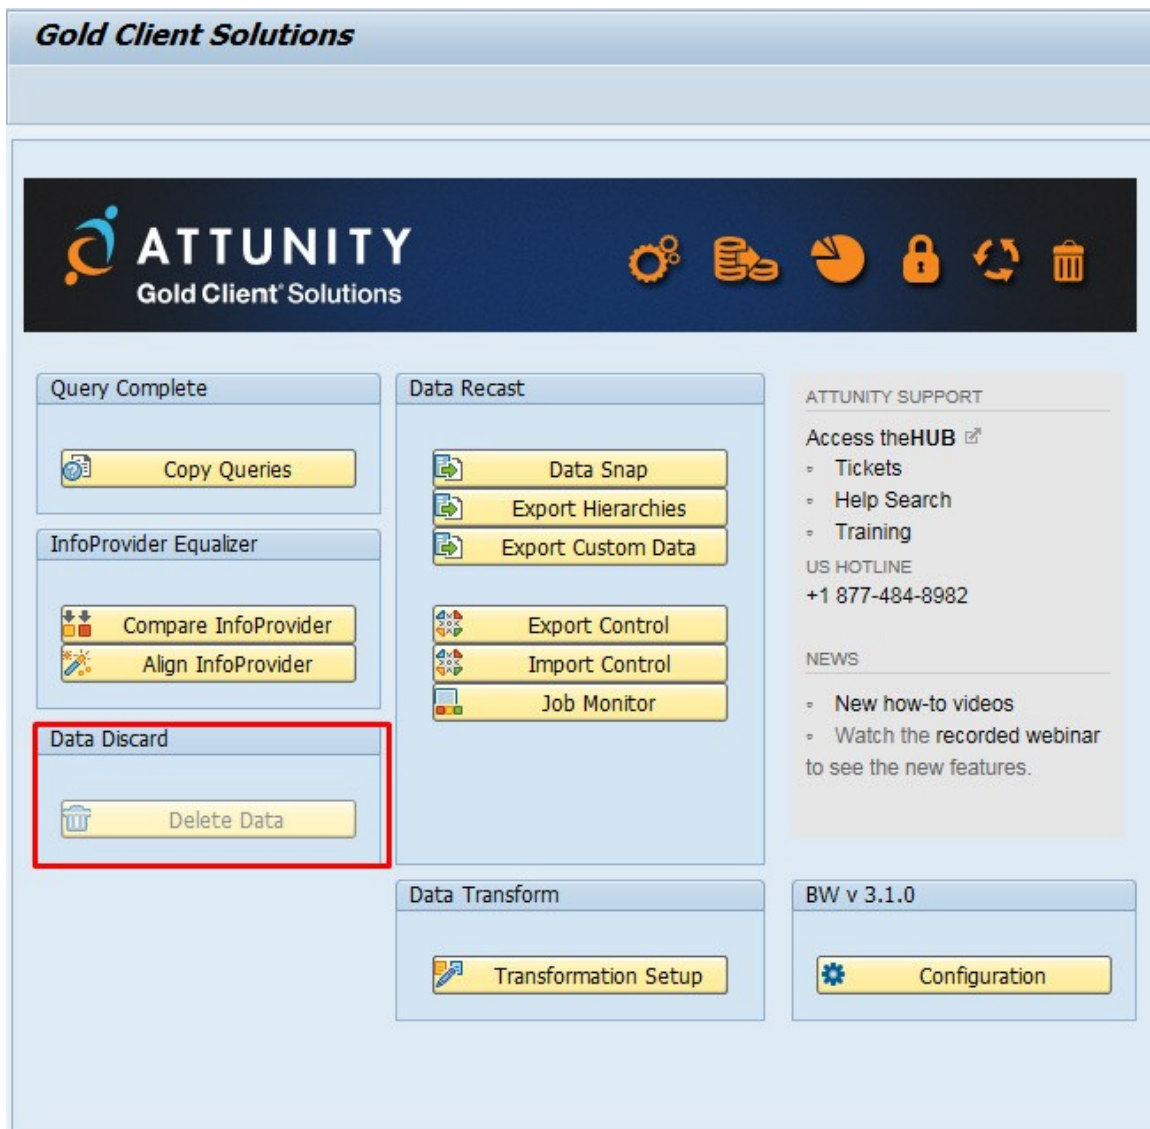 Gold Client Solutions
ATTUNITY
Gold Client® Solutions
Query Complete
Copy Queries
InfoProvider Equalizer
Compare InfoProvider
Align InfoProvider
Data Discard
Delete Data
Data Recast
Data Snap
Export Hierarchies
Export Custom Data
Export Control
Import Control
Job Monitor
Data Transform
Transformation Setup
ATTUNITY SUPPORT
Access theHUB
◦ Tickets
◦ Help Search
◦ Training
US HOTLINE
+1 877-484-8982
NEWS
◦ New how-to videos
◦ Watch the recorded webinar
to see the new features.
BW v 3.1.0
Configuration